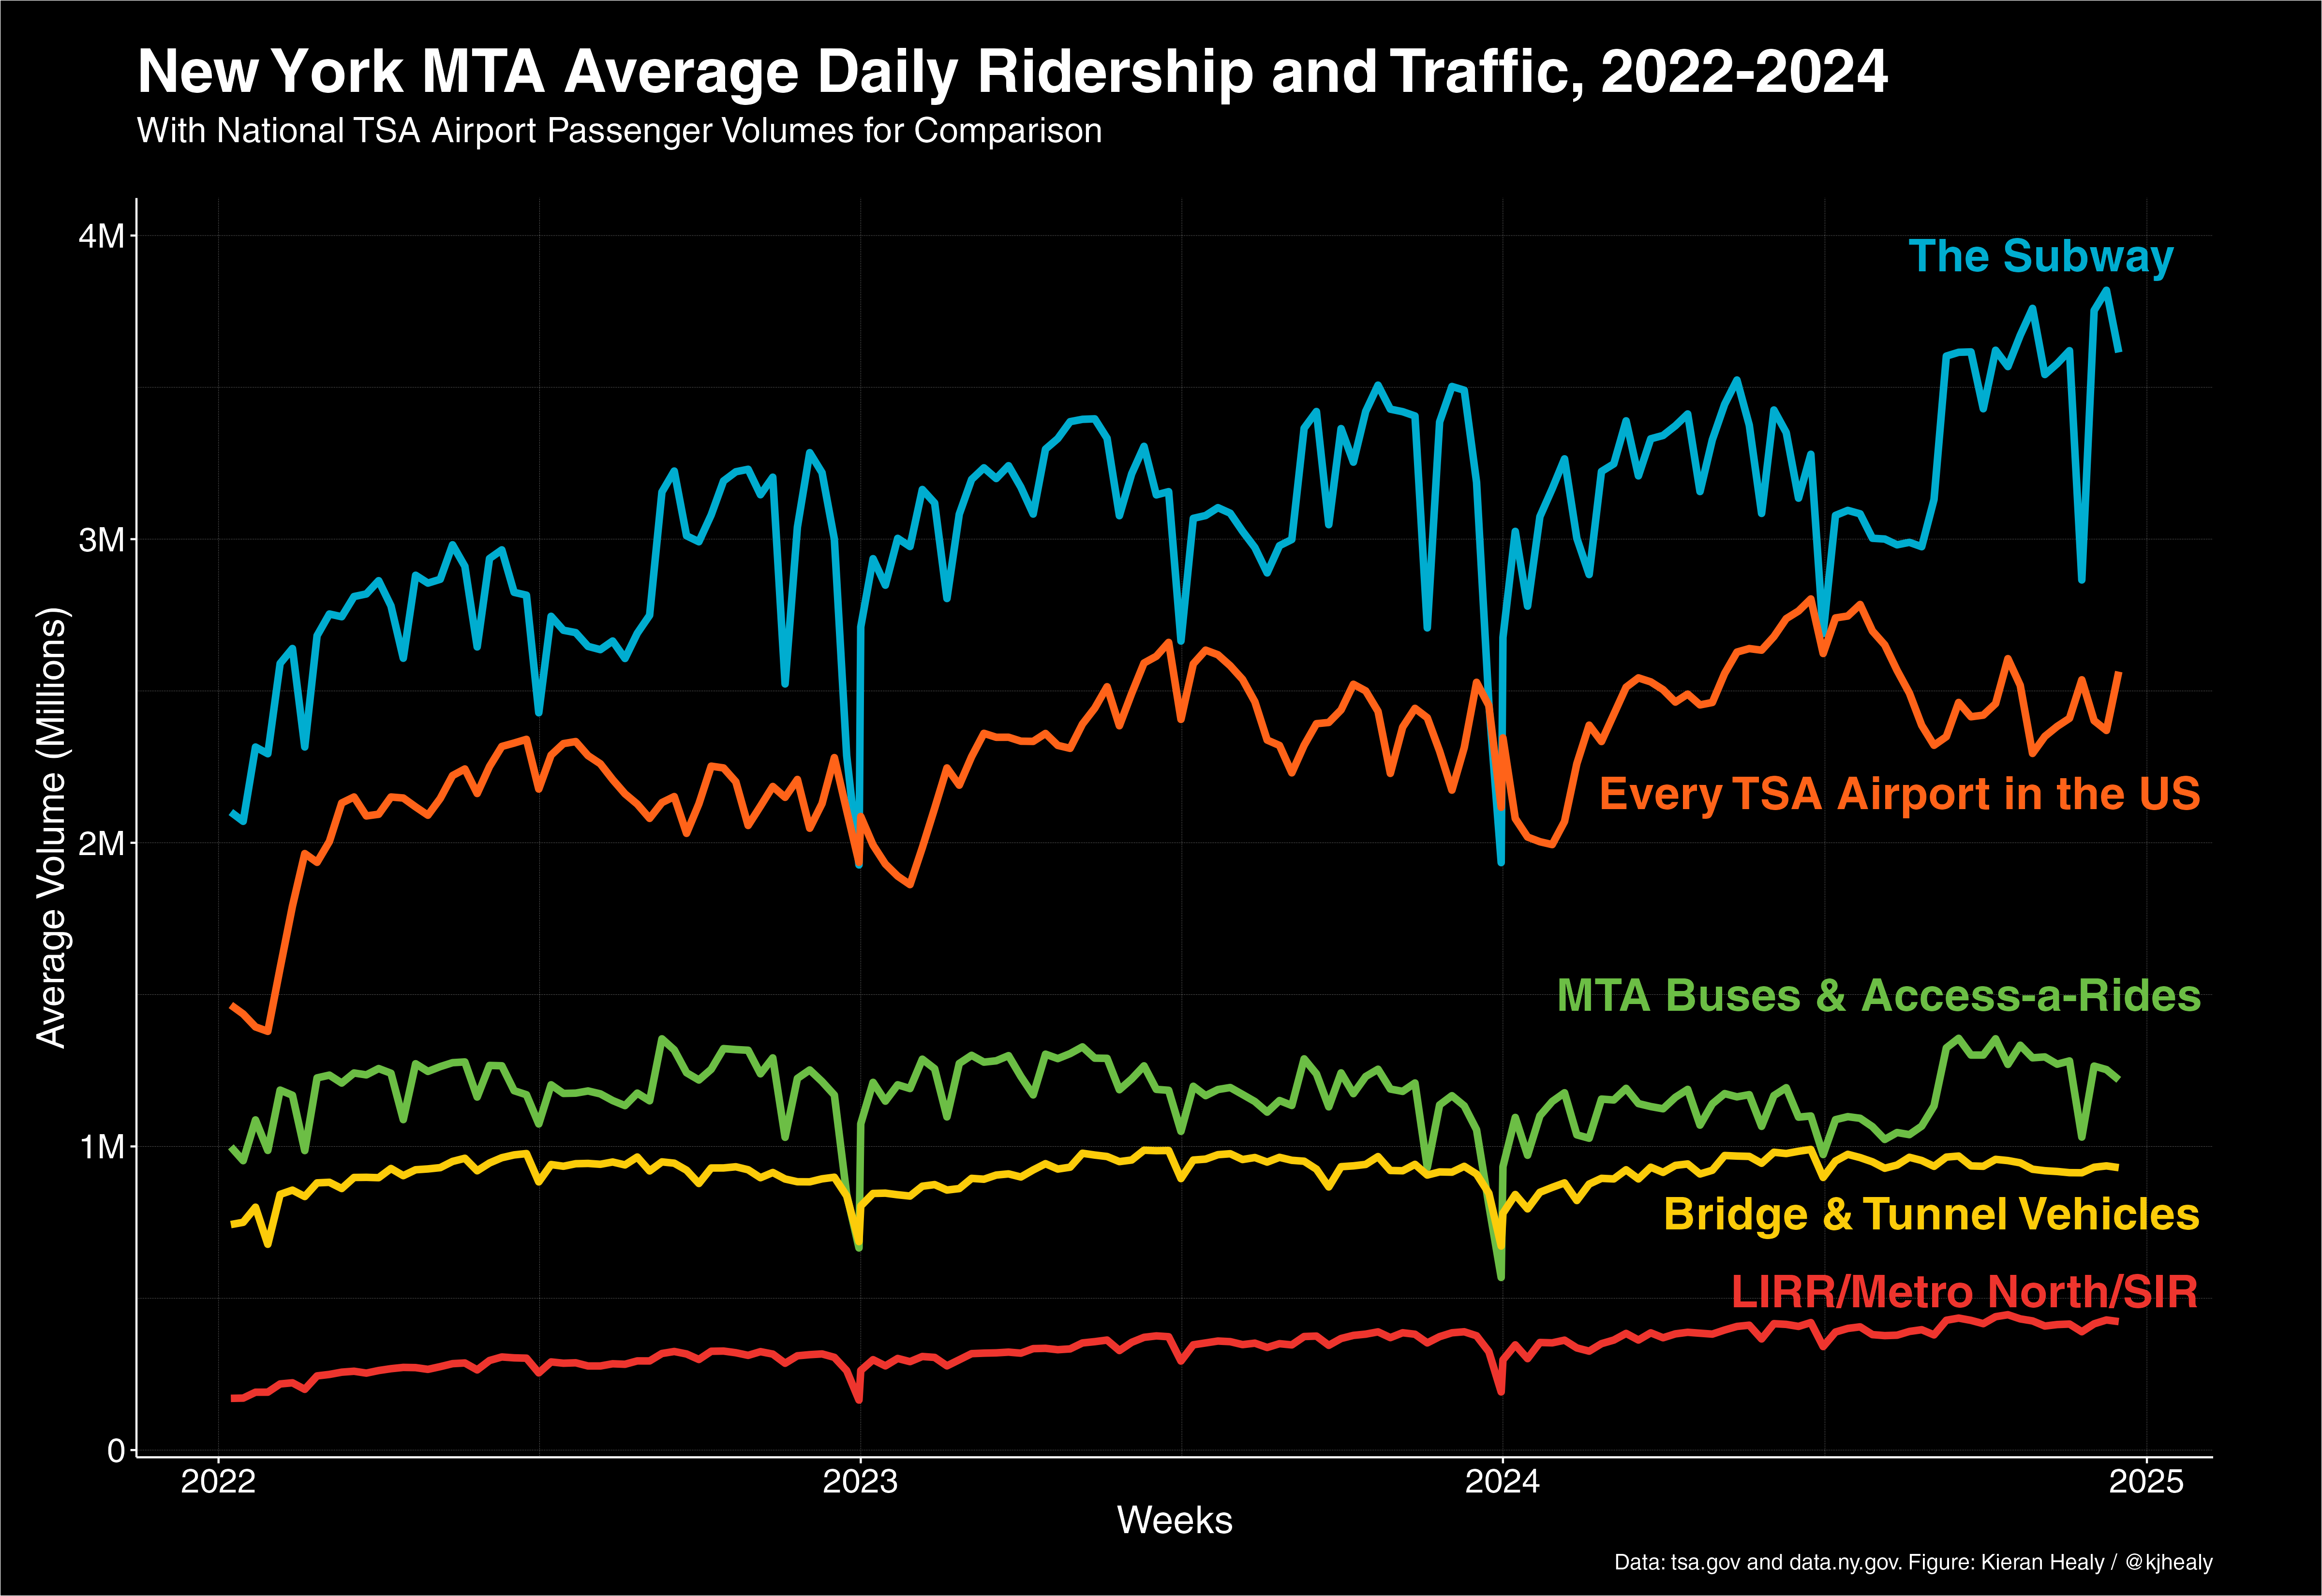 New York MTA Average Daily Ridership and Traffic, 2022-2024
With National TSA Airport Passenger Volumes for Comparison
4M
The Subway
3M
Every TSA Airport in the US
2M
MTA Buses & Access-a-Rides
1M
Bridge & Tunnel Vehicles
LIRR/Metro North/SIR
0
Average Volume (Millions)
2022 2023 2024 2025
Weeks
Data: tsa.gov and data.ny.gov. Figure: Kieran Healy / @kjhealy